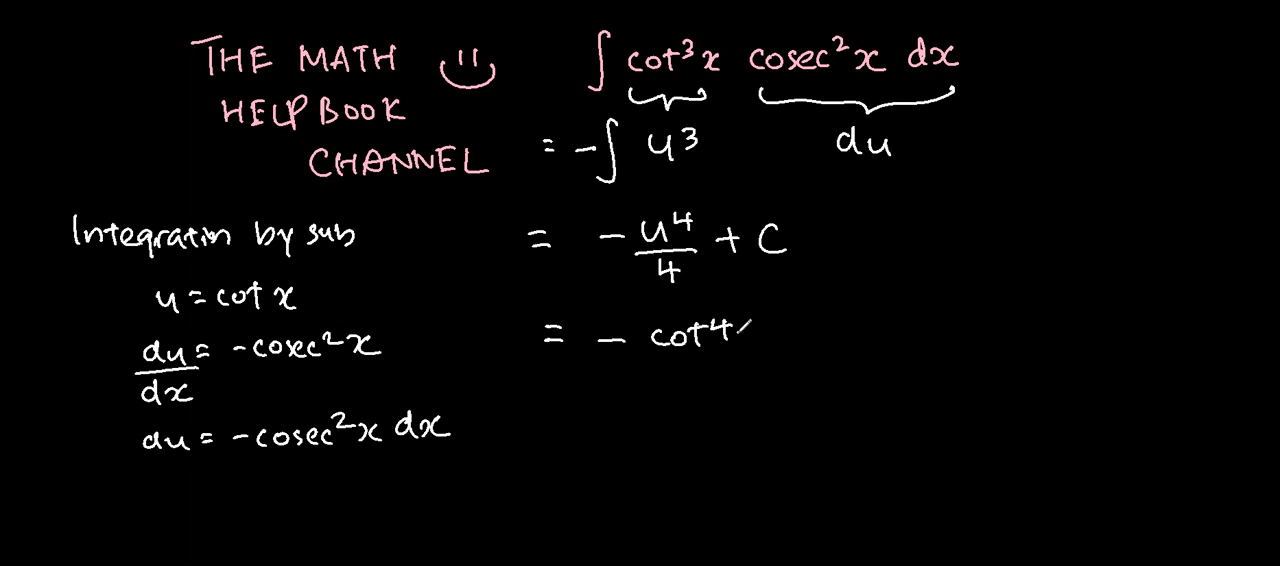 THE MATH
HELPBOOK
CHANNEL
∫ cot³x cosec²x dx
= -∫ u³ du
= -u⁴/4 + C
= - cot⁴
Integratin by sub
u = cot x
du/dx = -cosec²x
du = -cosec²x dx